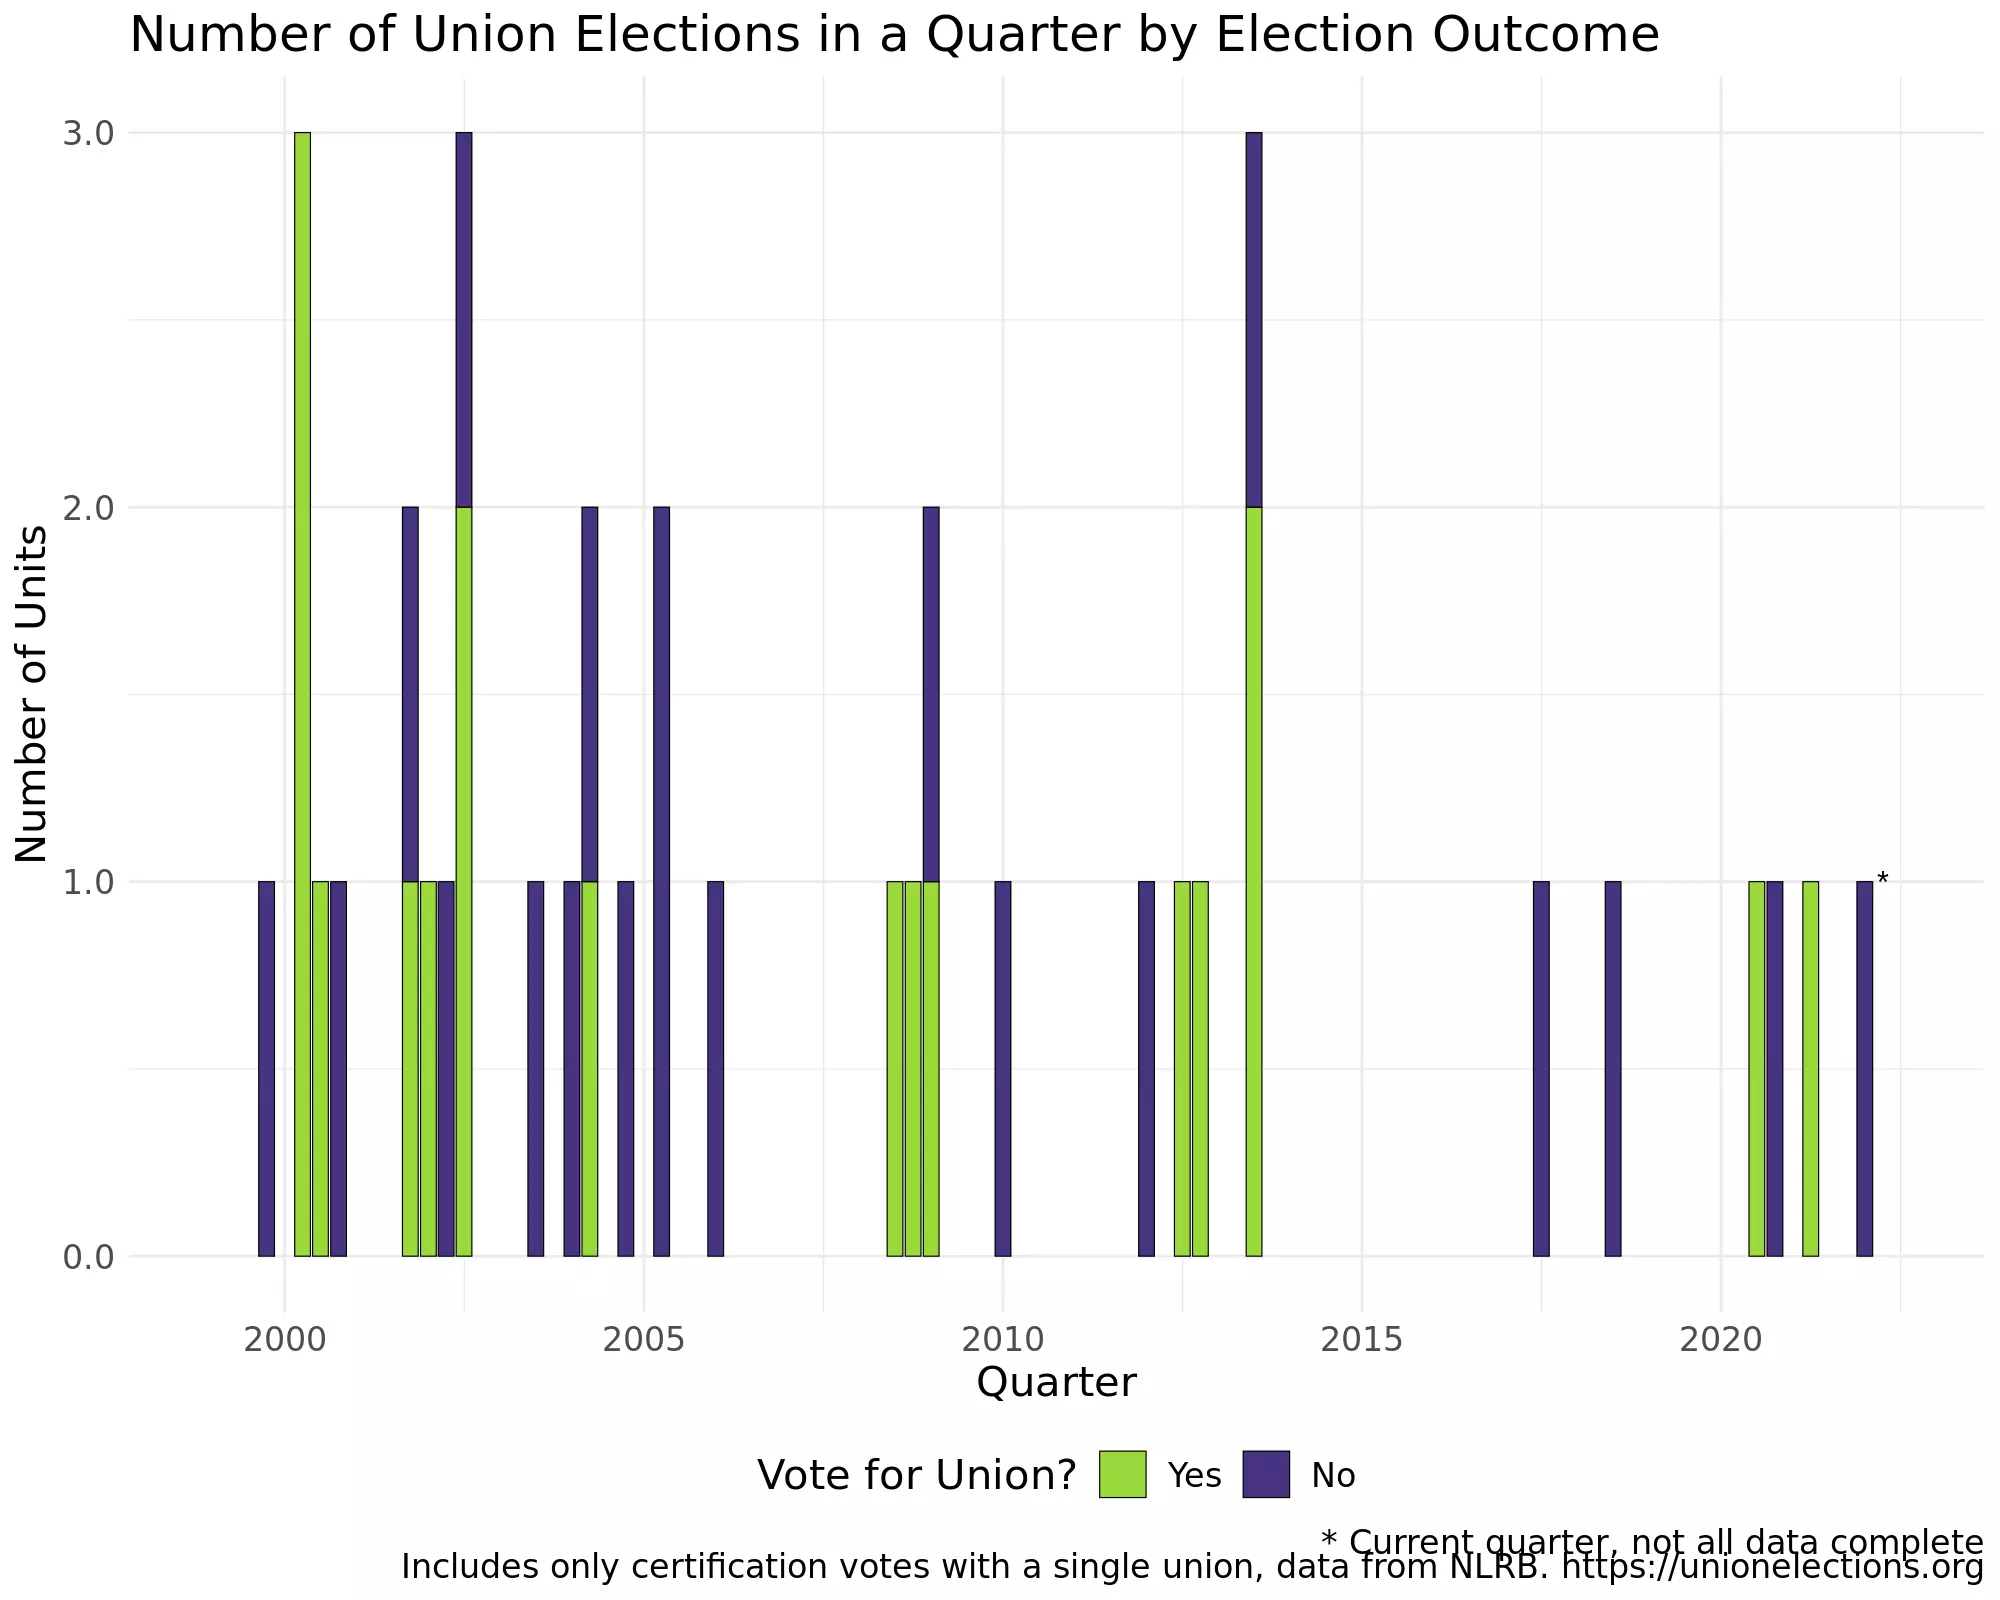 Number of Union Elections in a Quarter by Election Outcome
3.0
2.0
1.0
0.0
Number of Units
*
2000 2005 2010 2015 2020
Quarter
Vote for Union? Yes No
* Current quarter, not all data complete
Includes only certification votes with a single union, data from NLRB. https://unionelections.org